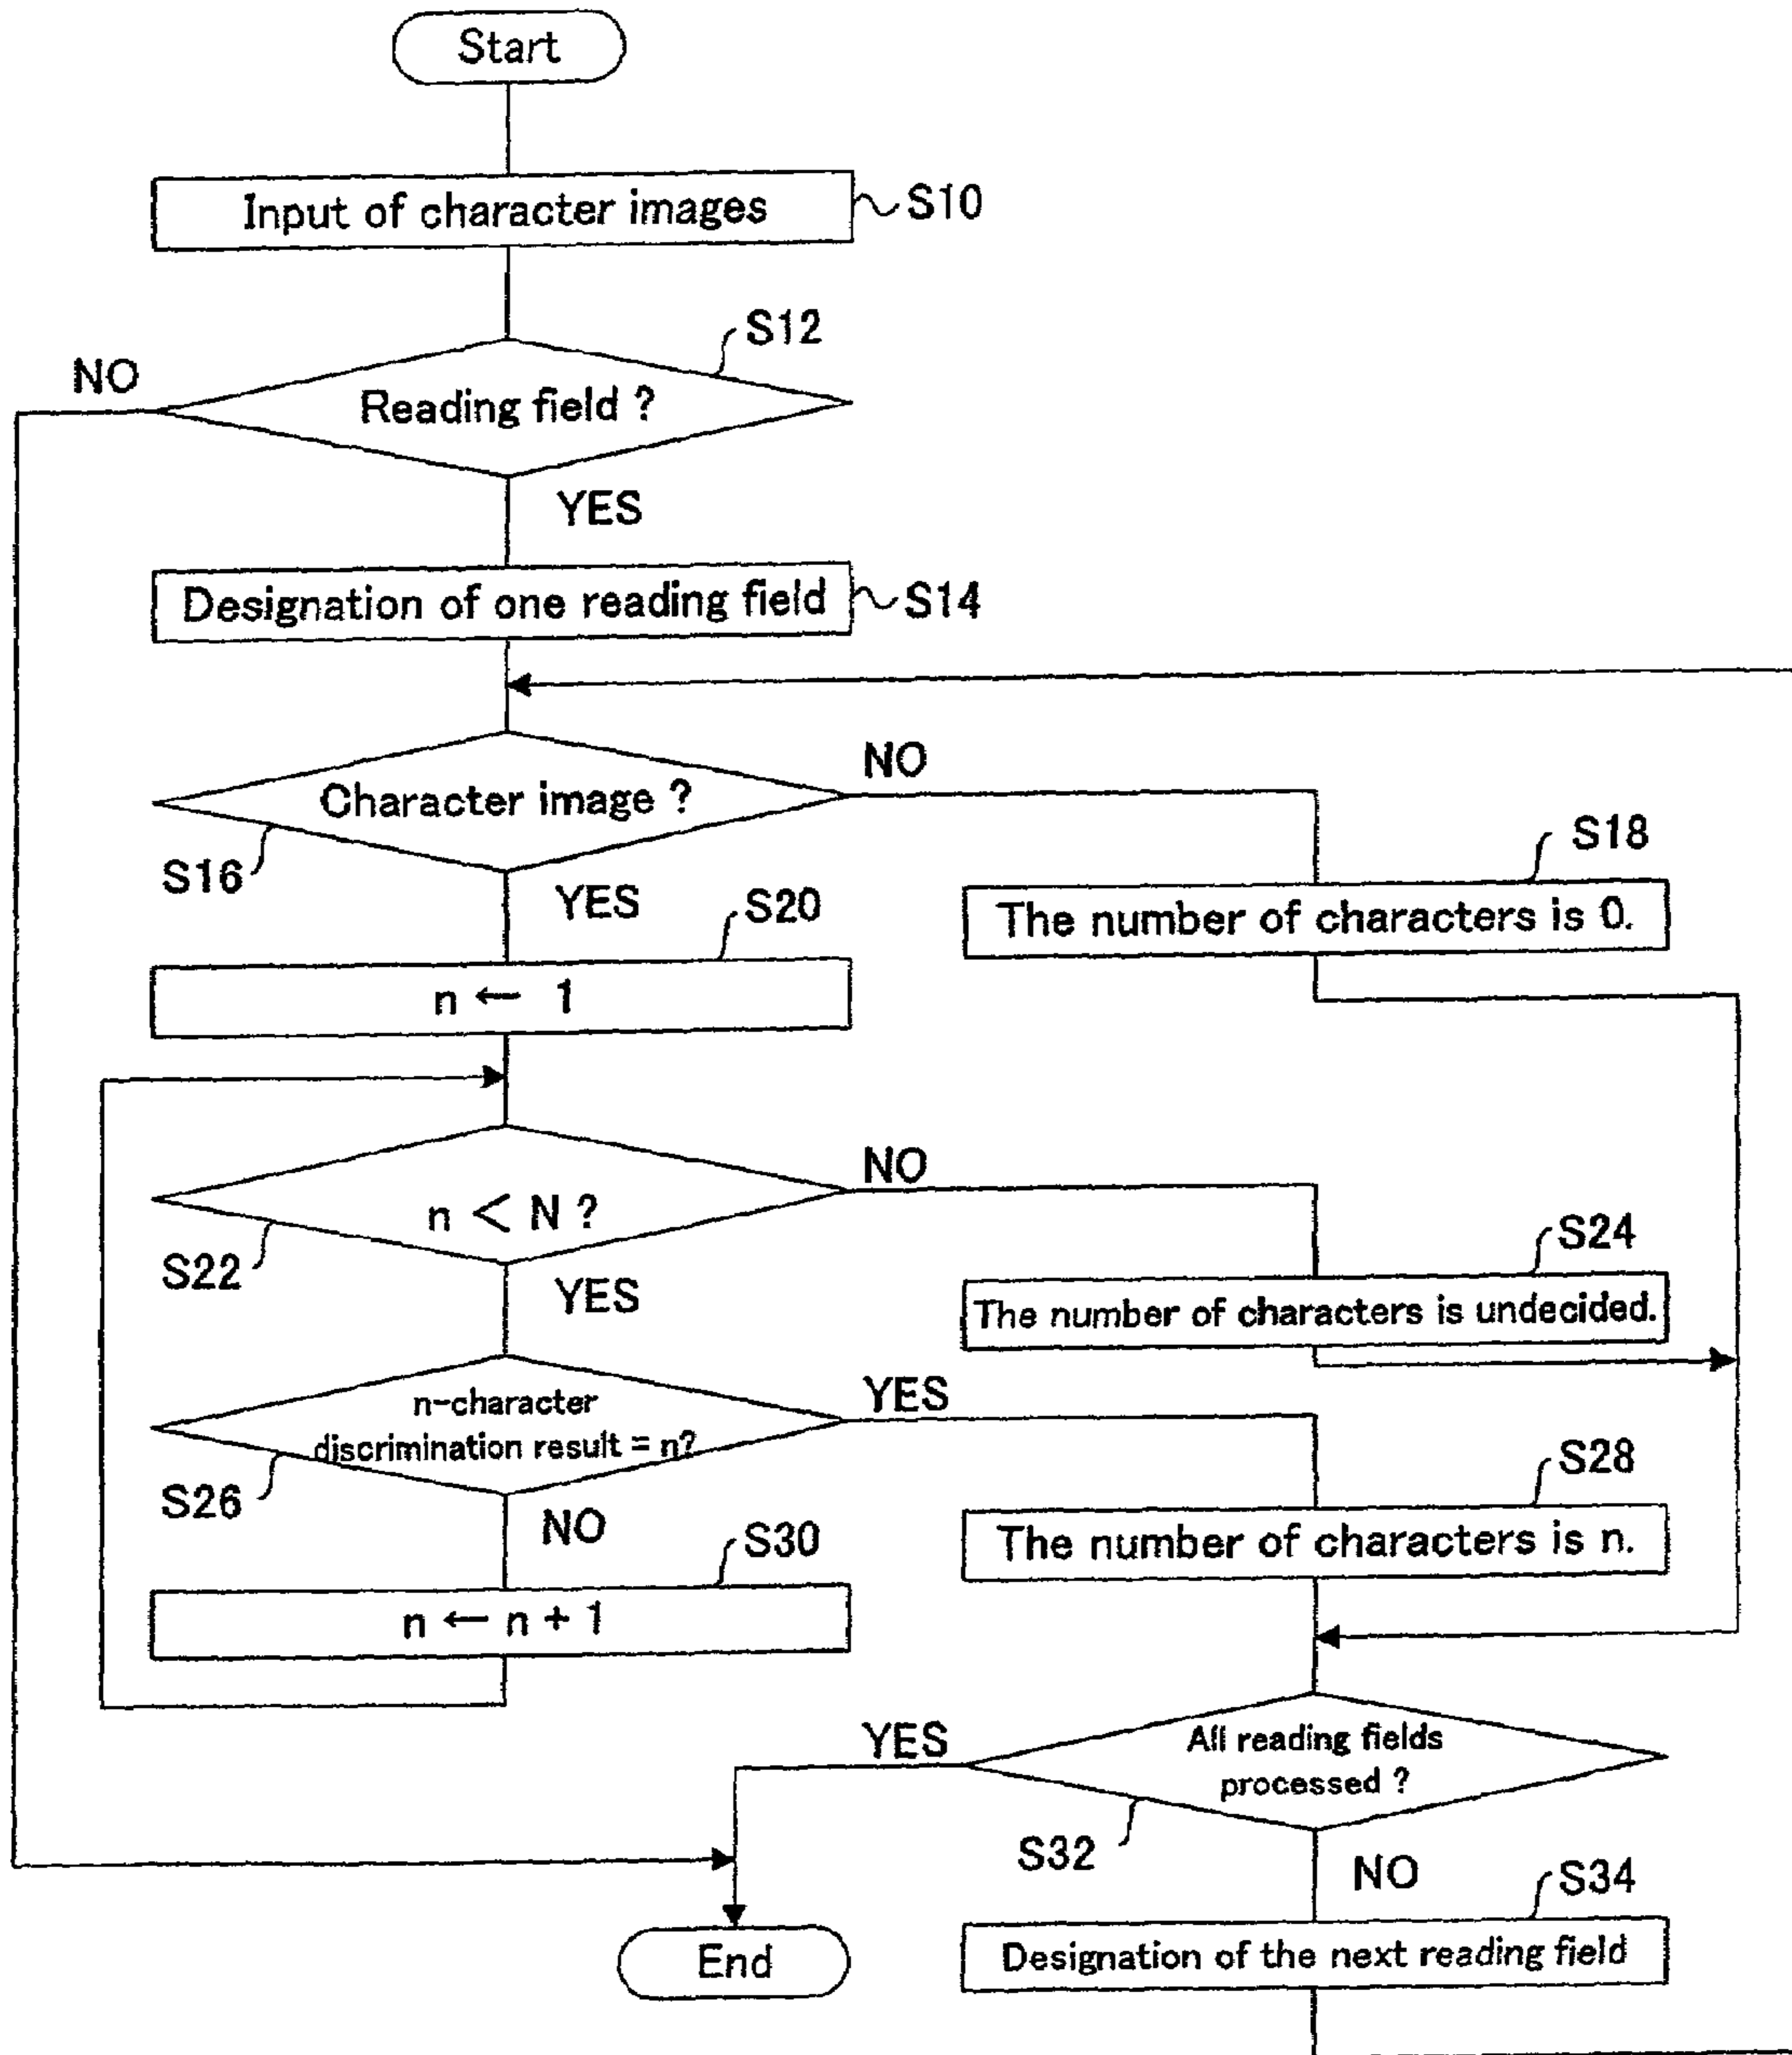 Start
Input of character images
S10
S12
NO
Reading field ?
YES
Designation of one reading field
S14
NO
Character image ?
S16
S18
YES
S20
The number of characters is 0.
n ← 1
NO
n < N ?
S22
S24
YES
The number of characters is undecided.
YES
n-character
discrimination result = n?
S26
S28
NO
S30
The number of characters is n.
n ← n + 1
YES
All reading fields
processed ?
S32
NO
S34
End
Designation of the next reading field